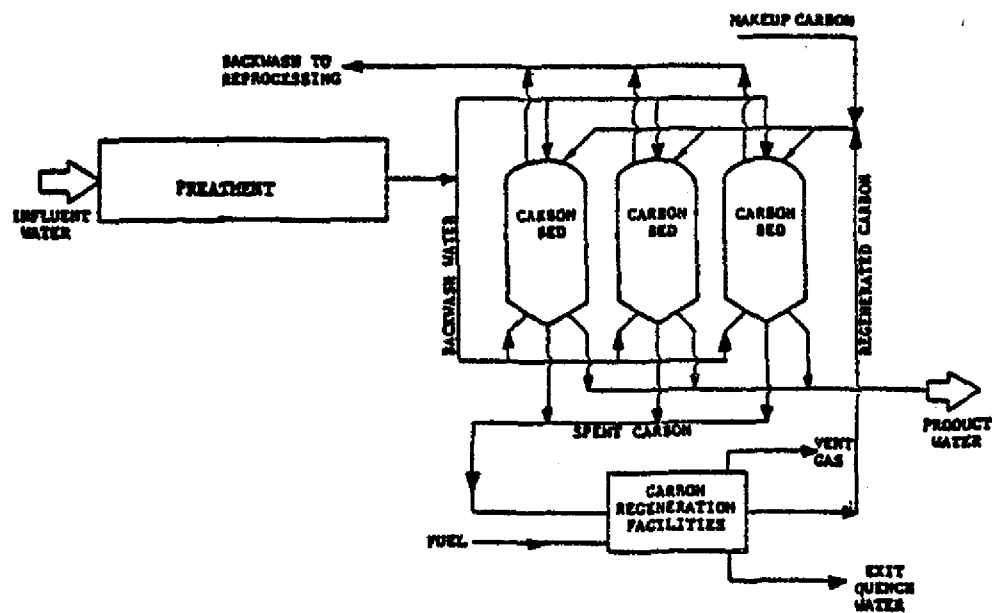 MAKEUP CARBON
BACKWASH TO
REPROCESSING
PREATMENT
INFLUENT
WATER
CARBON
BED
CARBON
BED
CARBON
BED
BACKWASH WATER
REGENERATED CARBON
PRODUCT
WATER
SPENT CARBON
VENT
GAS
CARBON
REGENERATION
FACILITIES
FUEL
EXIT
QUENCH
WATER